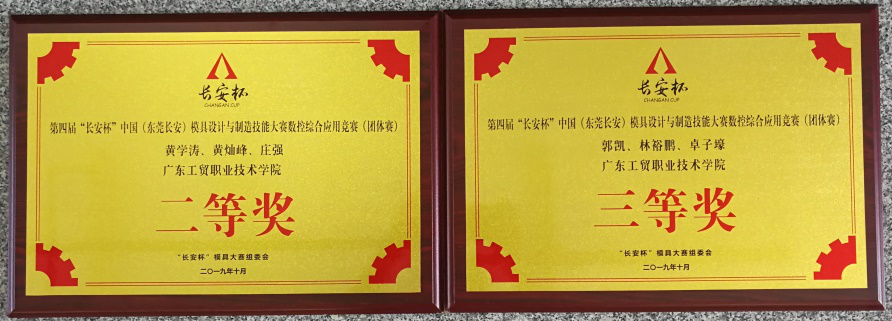 长安杯
CHANGAN CUP
第四届“长安杯”中国（东莞长安）模具设计与制造技能大赛数控综合应用竞赛（团体赛）
黄学涛、黄灿峰、庄强
广东工贸职业技术学院
二等奖
“长安杯”模具大赛组委会
二〇一九年十月
长安杯
CHANGAN CUP
第四届“长安杯”中国（东莞长安）模具设计与制造技能大赛数控综合应用竞赛（团体赛）
郭凯、林裕鹏、卓子壕
广东工贸职业技术学院
三等奖
“长安杯”模具大赛组委会
二〇一九年十月